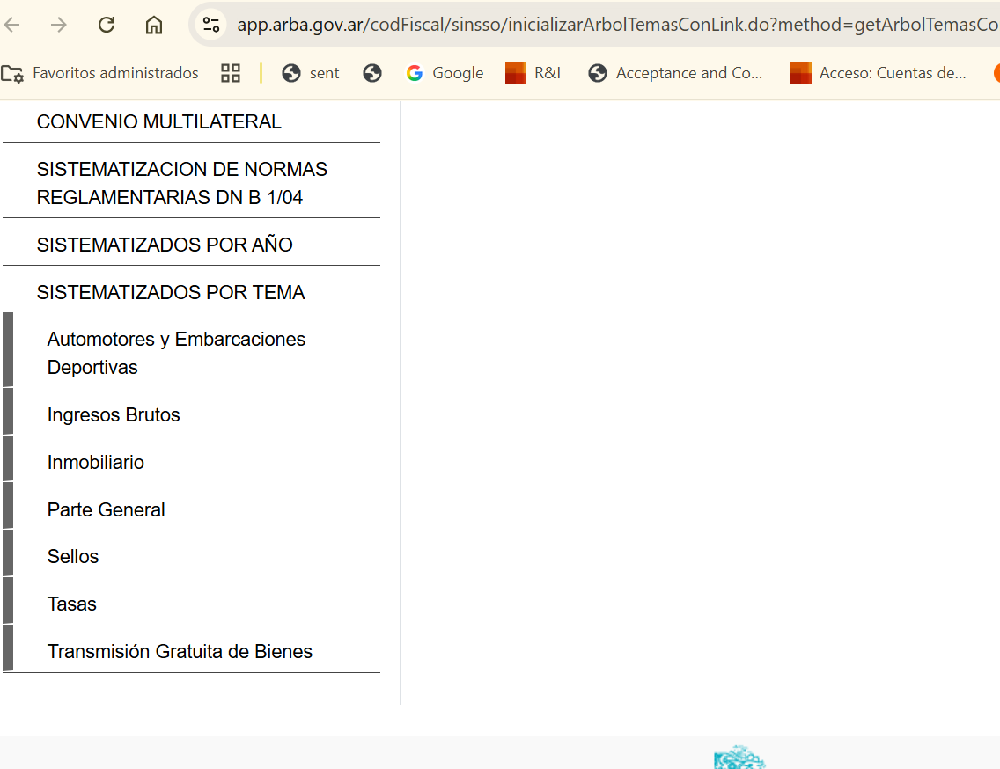 app.arba.gov.ar/codFiscal/sinsso/inicializarArbolTemasConLink.do?method=getArbolTemasCo
Favoritos administrados sent Google R&I Acceptance and Co... Acceso: Cuentas de...
CONVENIO MULTILATERAL
SISTEMATIZACION DE NORMAS
REGLAMENTARIAS DN B 1/04
SISTEMATIZADOS POR AÑO
SISTEMATIZADOS POR TEMA
Automotores y Embarcaciones
Deportivas
Ingresos Brutos
Inmobiliario
Parte General
Sellos
Tasas
Transmisión Gratuita de Bienes